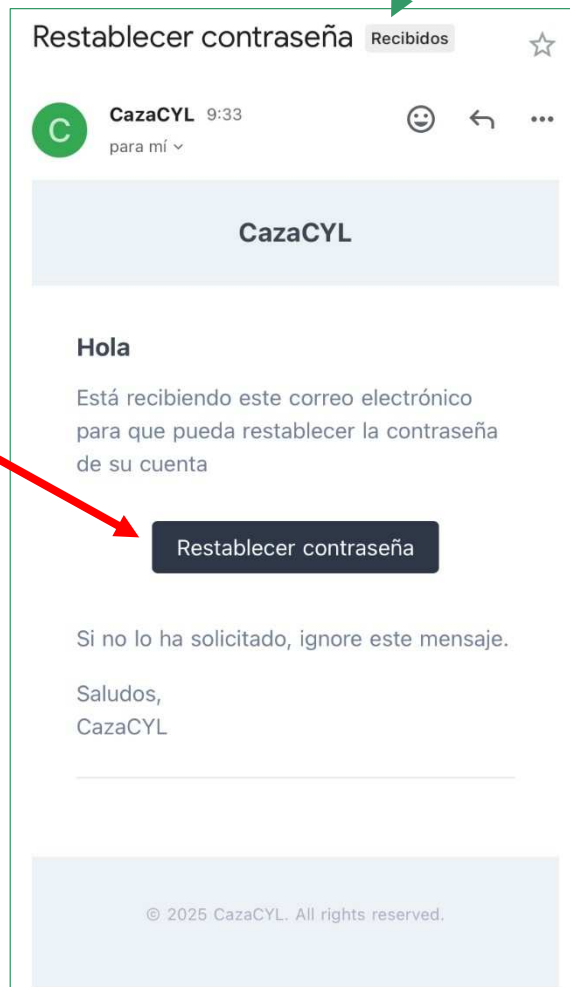 Restablecer contraseña Recibidos
C
CazaCYL 9:33
para mí
CazaCYL
Hola
Está recibiendo este correo electrónico
para que pueda restablecer la contraseña
de su cuenta
Restablecer contraseña
Si no lo ha solicitado, ignore este mensaje.
Saludos,
CazaCYL
© 2025 CazaCYL. All rights reserved.